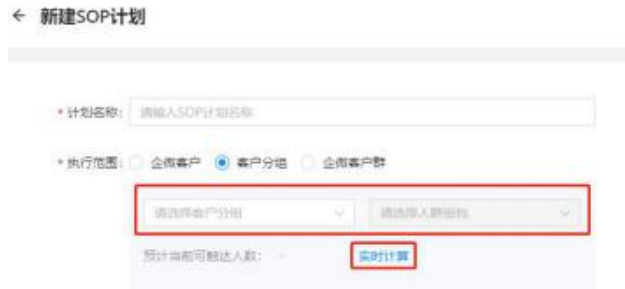 ← 新建SOP计划
* 计划名称: 请输入SOP计划名称
* 执行范围: 企微客户 客户分组 企微客户群
请选择客户分组 请选择人群组包
预计当前可触达人数: - 实时计算